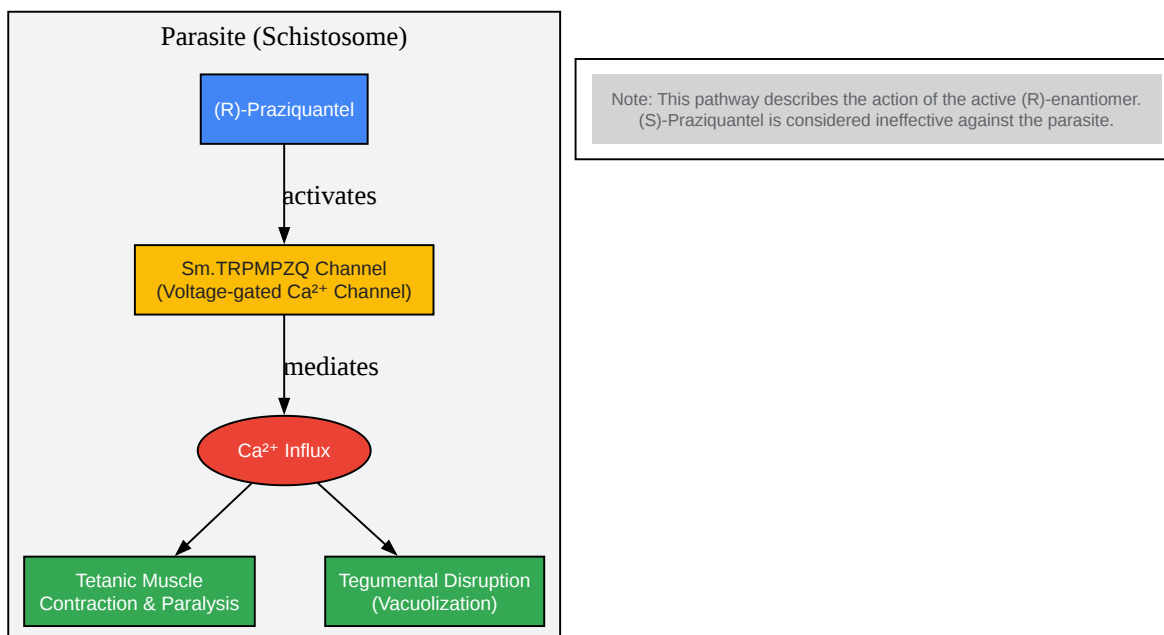 Parasite (Schistosome)
(R)-Praziquantel
Note: This pathway describes the action of the active (R)-enantiomer.
(S)-Praziquantel is considered ineffective against the parasite.
activates
Sm.TRPMPZQ Channel
(Voltage-gated Ca²⁺ Channel)
mediates
Ca²⁺ Influx
Tetanic Muscle
Contraction & Paralysis
Tegumental Disruption
(Vacuolization)